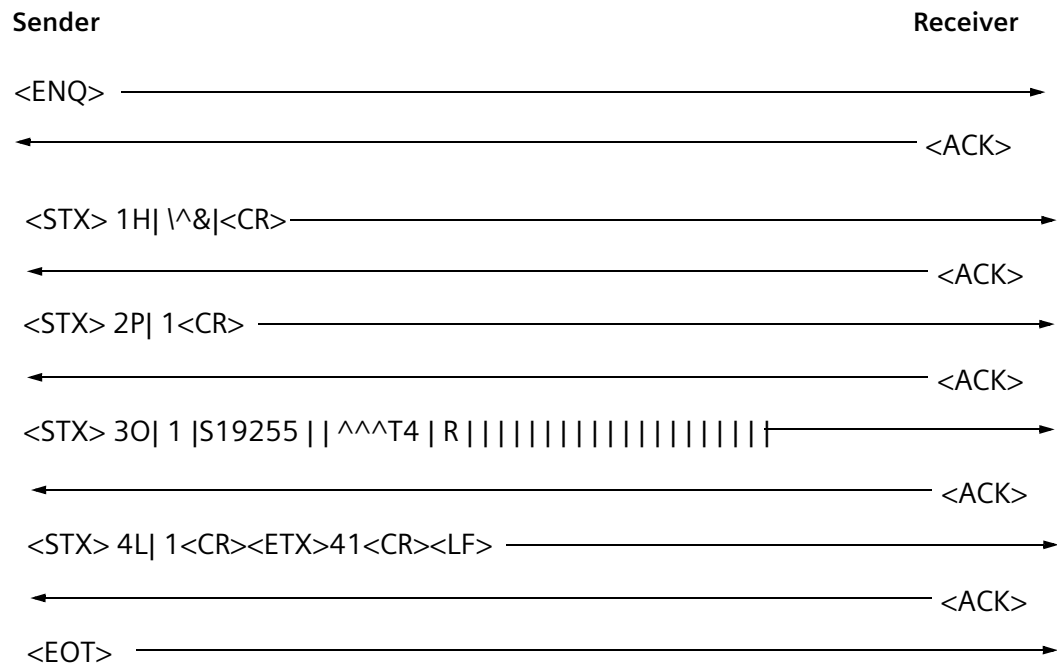 Sender Receiver
<ENQ>
<ACK>
<STX> 1H| \^&|<CR>
<ACK>
<STX> 2P| 1<CR>
<ACK>
<STX> 3O| 1 |S19255 | | ^^^T4 | R | | | | | | | | | | | | | | | | | | | |
<ACK>
<STX> 4L| 1<CR><ETX>41<CR><LF>
<ACK>
<EOT>